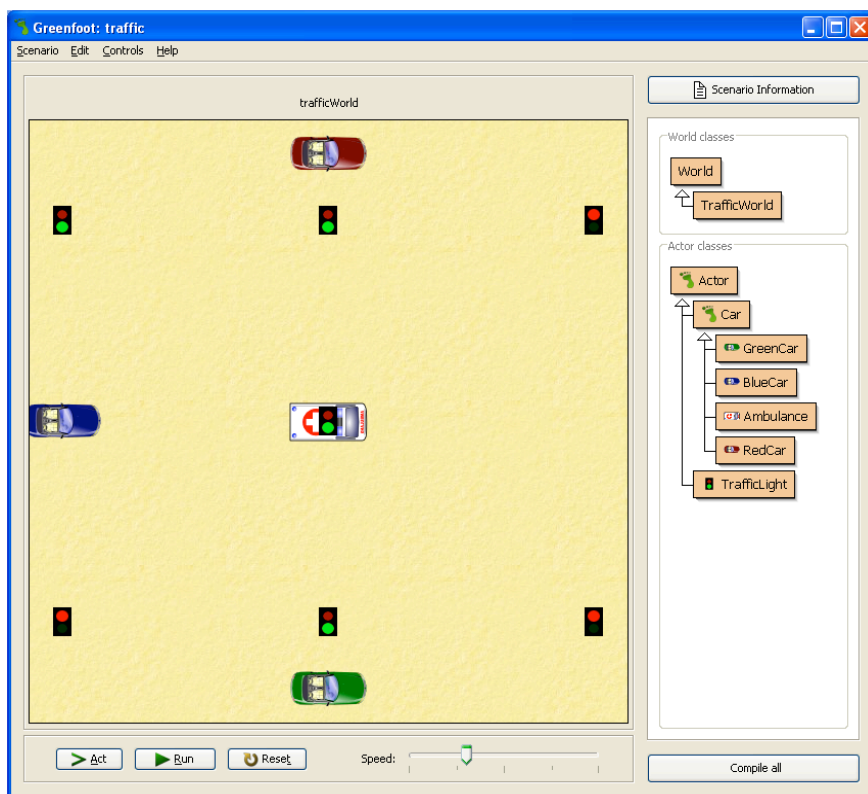 Greenfoot: traffic
Scenario Edit Controls Help
trafficWorld
Scenario Information
World classes
World
TrafficWorld
Actor classes
Actor
Car
GreenCar
BlueCar
Ambulance
RedCar
TrafficLight
Act
Run
Reset
Speed:
Compile all